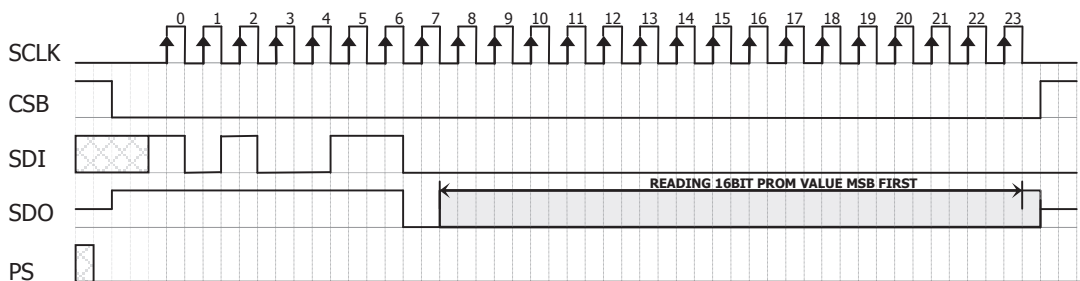 0 1 2 3 4 5 6 7 8 9 10 11 12 13 14 15 16 17 18 19 20 21 22 23
SCLK
CSB
SDI
READING 16BIT PROM VALUE MSB FIRST
SDO
PS